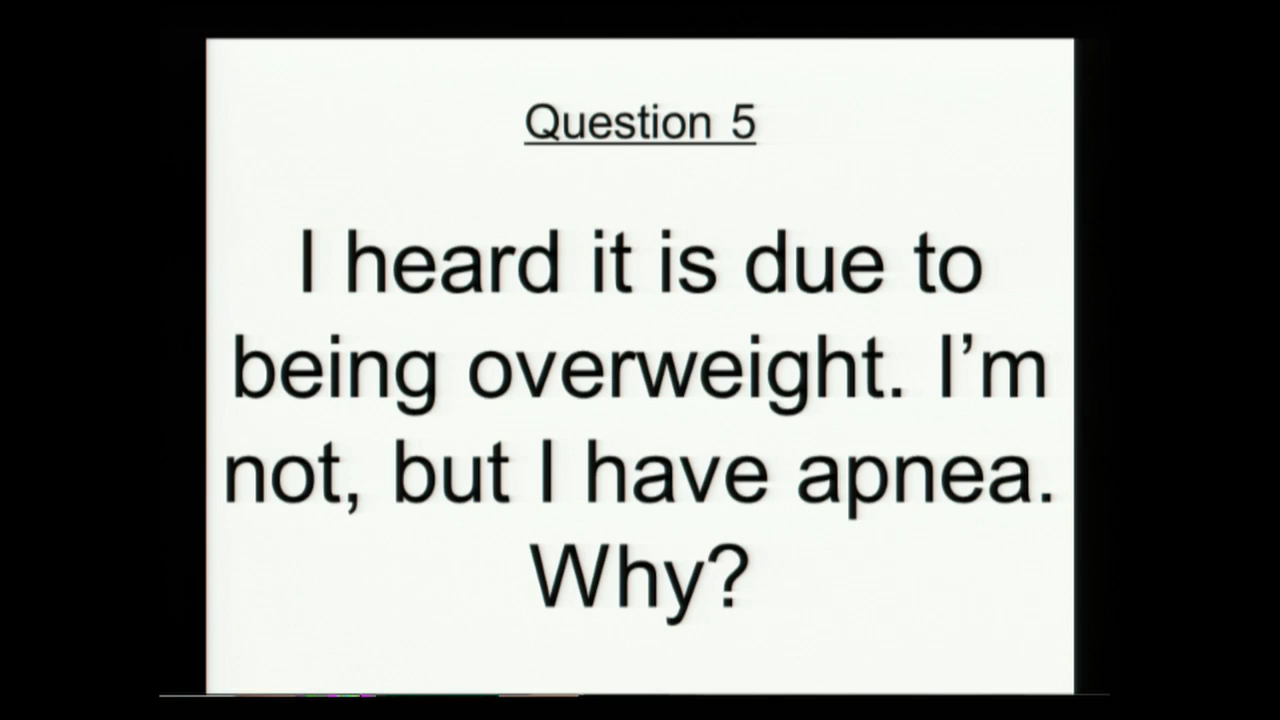 Question 5
I heard it is due to
being overweight. I’m
not, but I have apnea.
Why?